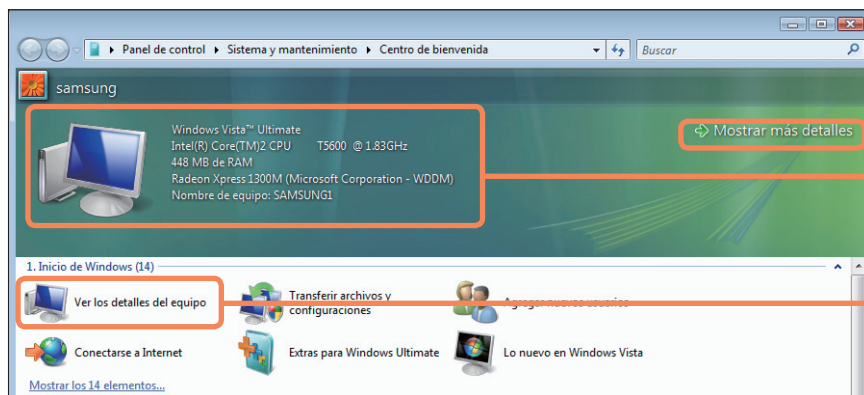 Panel de control ▸ Sistema y mantenimiento ▸ Centro de bienvenida
Buscar
samsung
Windows Vista™ Ultimate
Intel(R) Core(TM)2 CPU T5600 @ 1.83GHz
448 MB de RAM
Radeon Xpress 1300M (Microsoft Corporation - WDDM)
Nombre de equipo: SAMSUNG1
Mostrar más detalles
1. Inicio de Windows (14)
Ver los detalles del equipo
Transferir archivos y
configuraciones
Agregar nuevos usuarios
Conectarse a Internet
Extras para Windows Ultimate
Lo nuevo en Windows Vista
Mostrar los 14 elementos...